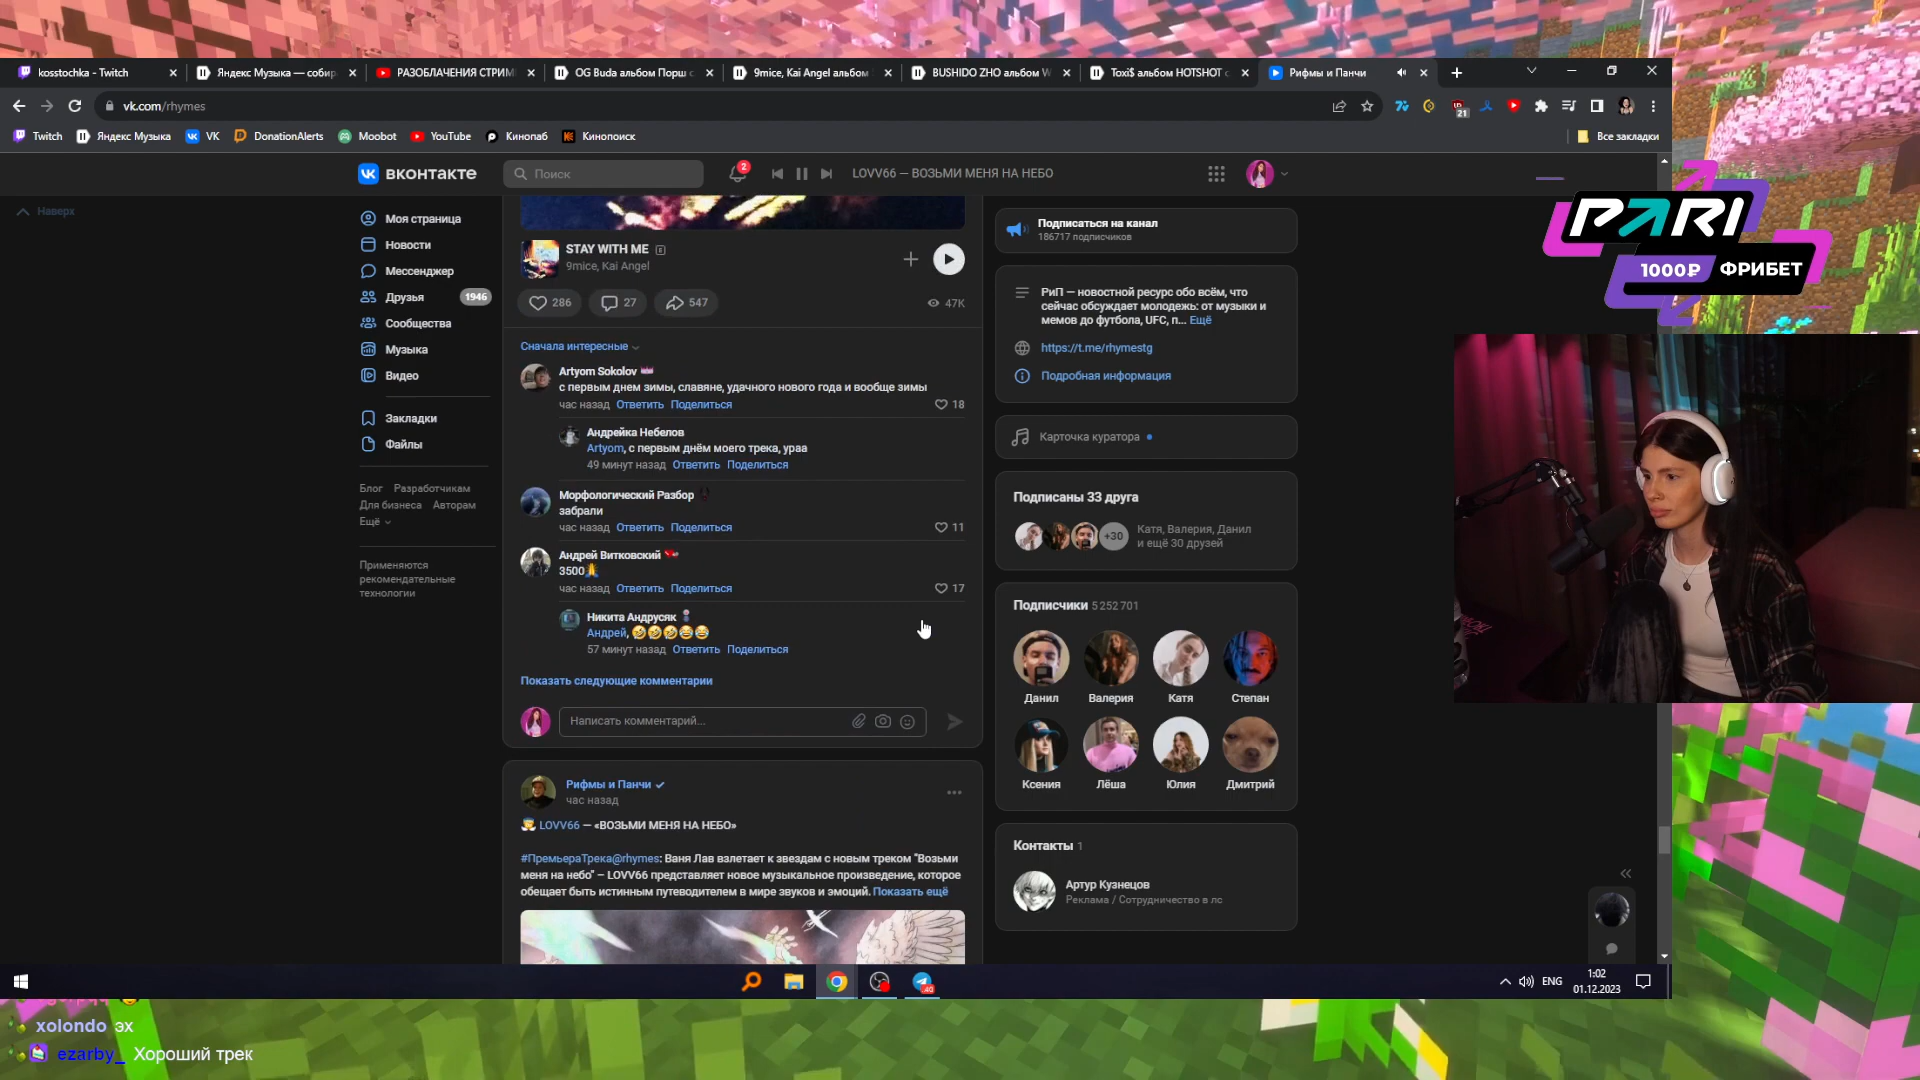 kosstochka - Twitch
Яндекс Музыка — собир
РАЗОБЛАЧЕНИЯ СТРИМ
OG Buda альбом Порш с
9mice, Kai Angel альбом
BUSHIDO ZHO альбом W
Toxi$ альбом HOTSHOT с
Рифмы и Панчи
vk.com/rhymes
21
Twitch
Яндекс Музыка
VK
DonationAlerts
Moobot
YouTube
Кинопаб
Кинопоиск
Все закладки
ВКОНТАКТЕ
Поиск
2
LOVV66 — ВОЗЬМИ МЕНЯ НА НЕБО
Наверх
Моя страница
Новости
Мессенджер
Друзья
1946
Сообщества
Музыка
Видео
Закладки
Файлы
Блог Разработчикам
Для бизнеса Авторам
Ещё
Применяются
рекомендательные
технологии
STAY WITH ME E
9mice, Kai Angel
286
27
547
47K
Сначала интересные
Artyom Sokolov
с первым днем зимы, славяне, удачного нового года и вообще зимы
час назад Ответить Поделиться
18
Андрейка Небелов
Artyom, с первым днём моего трека, ураа
49 минут назад Ответить Поделиться
Морфологический Разбор
забрали
час назад Ответить Поделиться
11
Андрей Витковский
3500🙏
час назад Ответить Поделиться
17
Никита Андрусяк
Андрей, 🤣🤣🤣😂😂
57 минут назад Ответить Поделиться
Показать следующие комментарии
Написать комментарий...
Рифмы и Панчи
час назад
LOVV66 — «ВОЗЬМИ МЕНЯ НА НЕБО»
#ПремьераТрека@rhymes: Ваня Лав взлетает к звездам с новым треком "Возьми
меня на небо" – LOVV66 представляет новое музыкальное произведение, которое
обещает быть истинным путеводителем в мире звуков и эмоций. Показать ещё
Подписаться на канал
186717 подписчиков
РиП — новостной ресурс обо всём, что
сейчас обсуждает молодежь: от музыки и
мемов до футбола, UFC, п... Ещё
https://t.me/rhymestg
Подробная информация
Карточка куратора
Подписаны 33 друга
+30
Катя, Валерия, Данил
и ещё 30 друзей
Подписчики 5 252 701
Данил
Валерия
Катя
Степан
Ксения
Лёша
Юлия
Дмитрий
Контакты 1
Артур Кузнецов
Реклама / Сотрудничество в лс
PARI
1000₽ ФРИБЕТ
40
ENG
1:02
01.12.2023
xolondo эх
ezarby_ Хороший трек